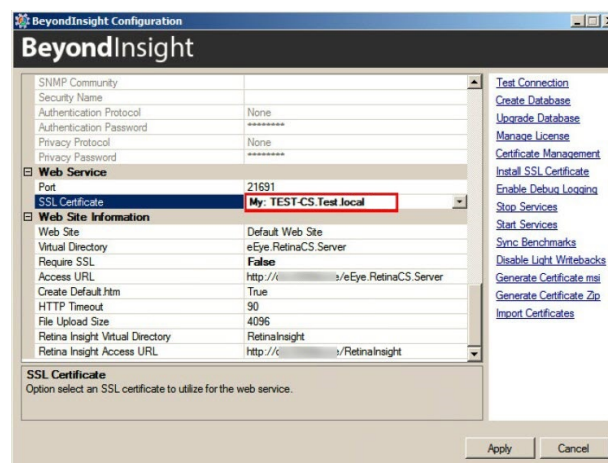 BeyondInsight Configuration
BeyondInsight
SNMP Community
Security Name
Authentication Protocol None
Authentication Password ********
Privacy Protocol None
Privacy Password ********
Web Service
Port 21691
SSL Certificate My: TEST-CS.Test.local
Web Site Information
Web Site Default Web Site
Virtual Directory eEye.RetinaCS.Server
Require SSL False
Access URL http:// /eEye.RetinaCS.Server
Create Default.htm True
HTTP Timeout 90
File Upload Size 4096
Retina Insight Virtual Directory RetinaInsight
Retina Insight Access URL http:// /RetinaInsight
SSL Certificate
Option select an SSL certificate to utilize for the web service.
Test Connection
Create Database
Upgrade Database
Manage License
Certificate Management
Install SSL Certificate
Enable Debug Logging
Stop Services
Start Services
Sync Benchmarks
Disable Light Writebacks
Generate Certificate msi
Generate Certificate Zip
Import Certificates
Apply Cancel